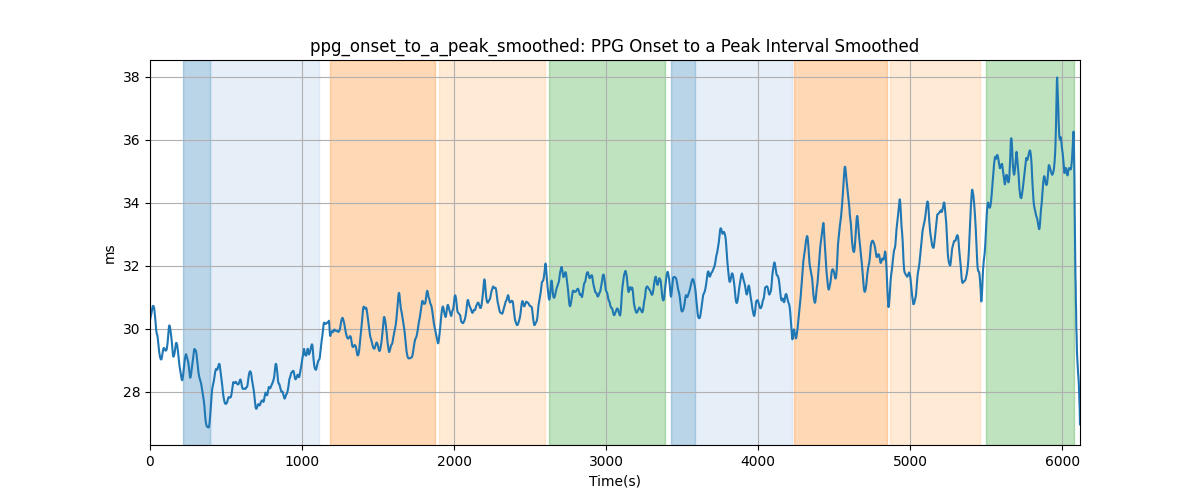 ppg_onset_to_a_peak_smoothed: PPG Onset to a Peak Interval Smoothed
38
36
34
32
30
28
ms
0 1000 2000 3000 4000 5000 6000
Time(s)